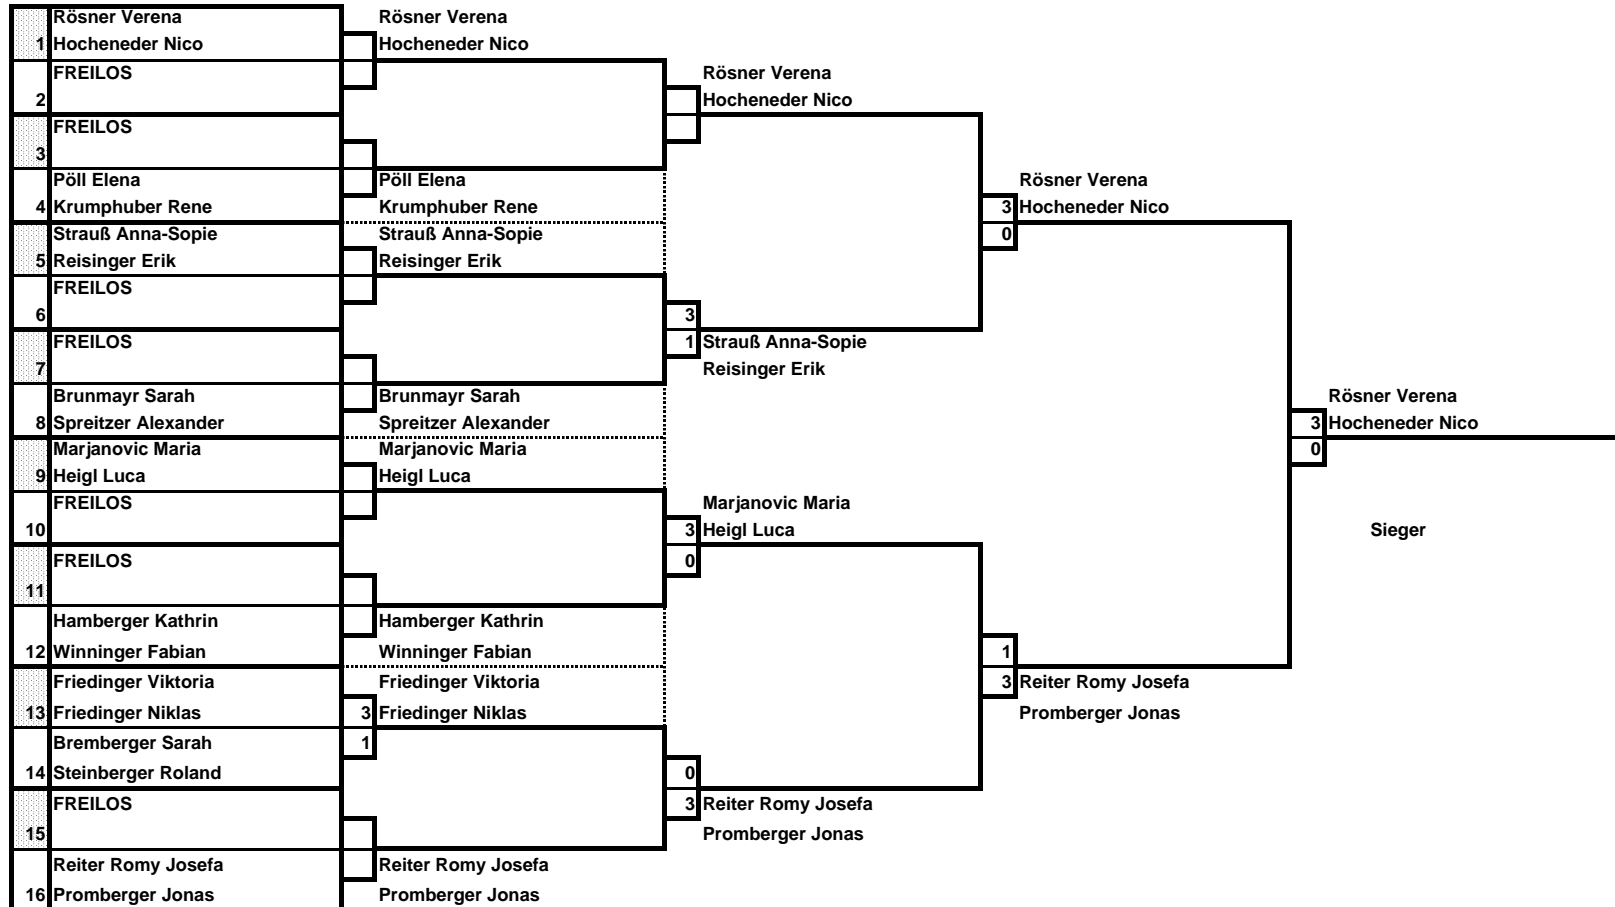 Rösner Verena
1 Hocheneder Nico
FREILOS
2
FREILOS
3
Pöll Elena
4 Krumphuber Rene
Strauß Anna-Sopie
5 Reisinger Erik
FREILOS
6
FREILOS
7
Brunmayr Sarah
8 Spreitzer Alexander
Marjanovic Maria
9 Heigl Luca
FREILOS
10
FREILOS
11
Hamberger Kathrin
12 Winninger Fabian
Friedinger Viktoria
13 Friedinger Niklas
Bremberger Sarah
14 Steinberger Roland
FREILOS
15
Reiter Romy Josefa
16 Promberger Jonas
Rösner Verena
Hocheneder Nico
Pöll Elena
Krumphuber Rene
Strauß Anna-Sopie
Reisinger Erik
Brunmayr Sarah
Spreitzer Alexander
Marjanovic Maria
Heigl Luca
Hamberger Kathrin
Winninger Fabian
Friedinger Viktoria
3 Friedinger Niklas
1
Reiter Romy Josefa
Promberger Jonas
Rösner Verena
Hocheneder Nico
3
1 Strauß Anna-Sopie
Reisinger Erik
Marjanovic Maria
3 Heigl Luca
0
0
3 Reiter Romy Josefa
Promberger Jonas
Rösner Verena
3 Hocheneder Nico
0
1
3 Reiter Romy Josefa
Promberger Jonas
Rösner Verena
3 Hocheneder Nico
0
Sieger